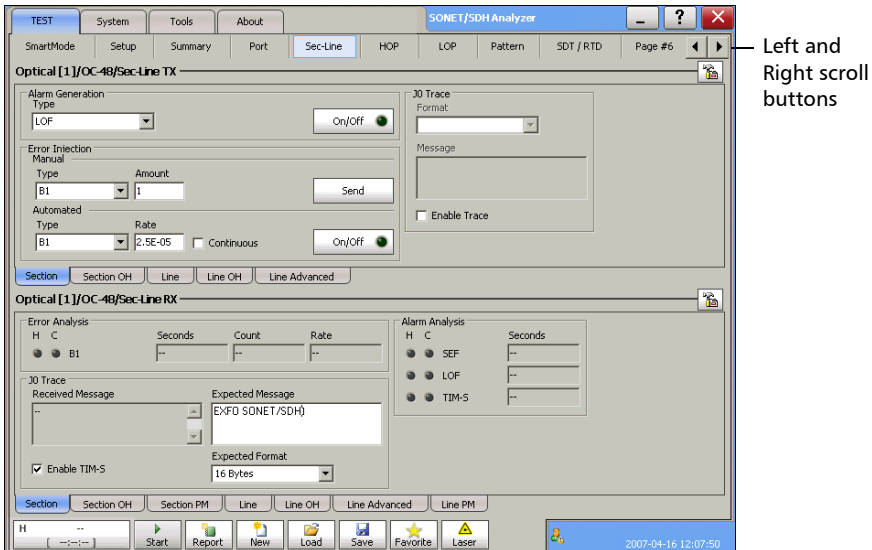 TEST System Tools About SONET/SDH Analyzer ?
SmartMode Setup Summary Port Sec-Line HOP LOP Pattern SDT / RTD Page #6
Left and
Right scroll
buttons
Optical [1]/OC-48/Sec-Line TX
Alarm Generation
Type
LOF
On/Off
Error Injection
Manual
Type Amount
B1 1
Send
Automated
Type Rate
B1 2.5E-05 Continuous On/Off
J0 Trace
Format
Message
Enable Trace
Section Section OH Line Line OH Line Advanced
Optical [1]/OC-48/Sec-Line RX
Error Analysis
H C Seconds Count Rate
B1 -- -- --
J0 Trace
Received Message Expected Message
-- EXFO SONET/SDH)
Expected Format
Enable TIM-S 16 Bytes
Alarm Analysis
H C Seconds
SEF --
LOF --
TIM-S --
Section Section OH Section PM Line Line OH Line Advanced Line PM
H --
[ --:--:-- ]
Start Report New Load Save Favorite Laser
2007-04-16 12:07:50